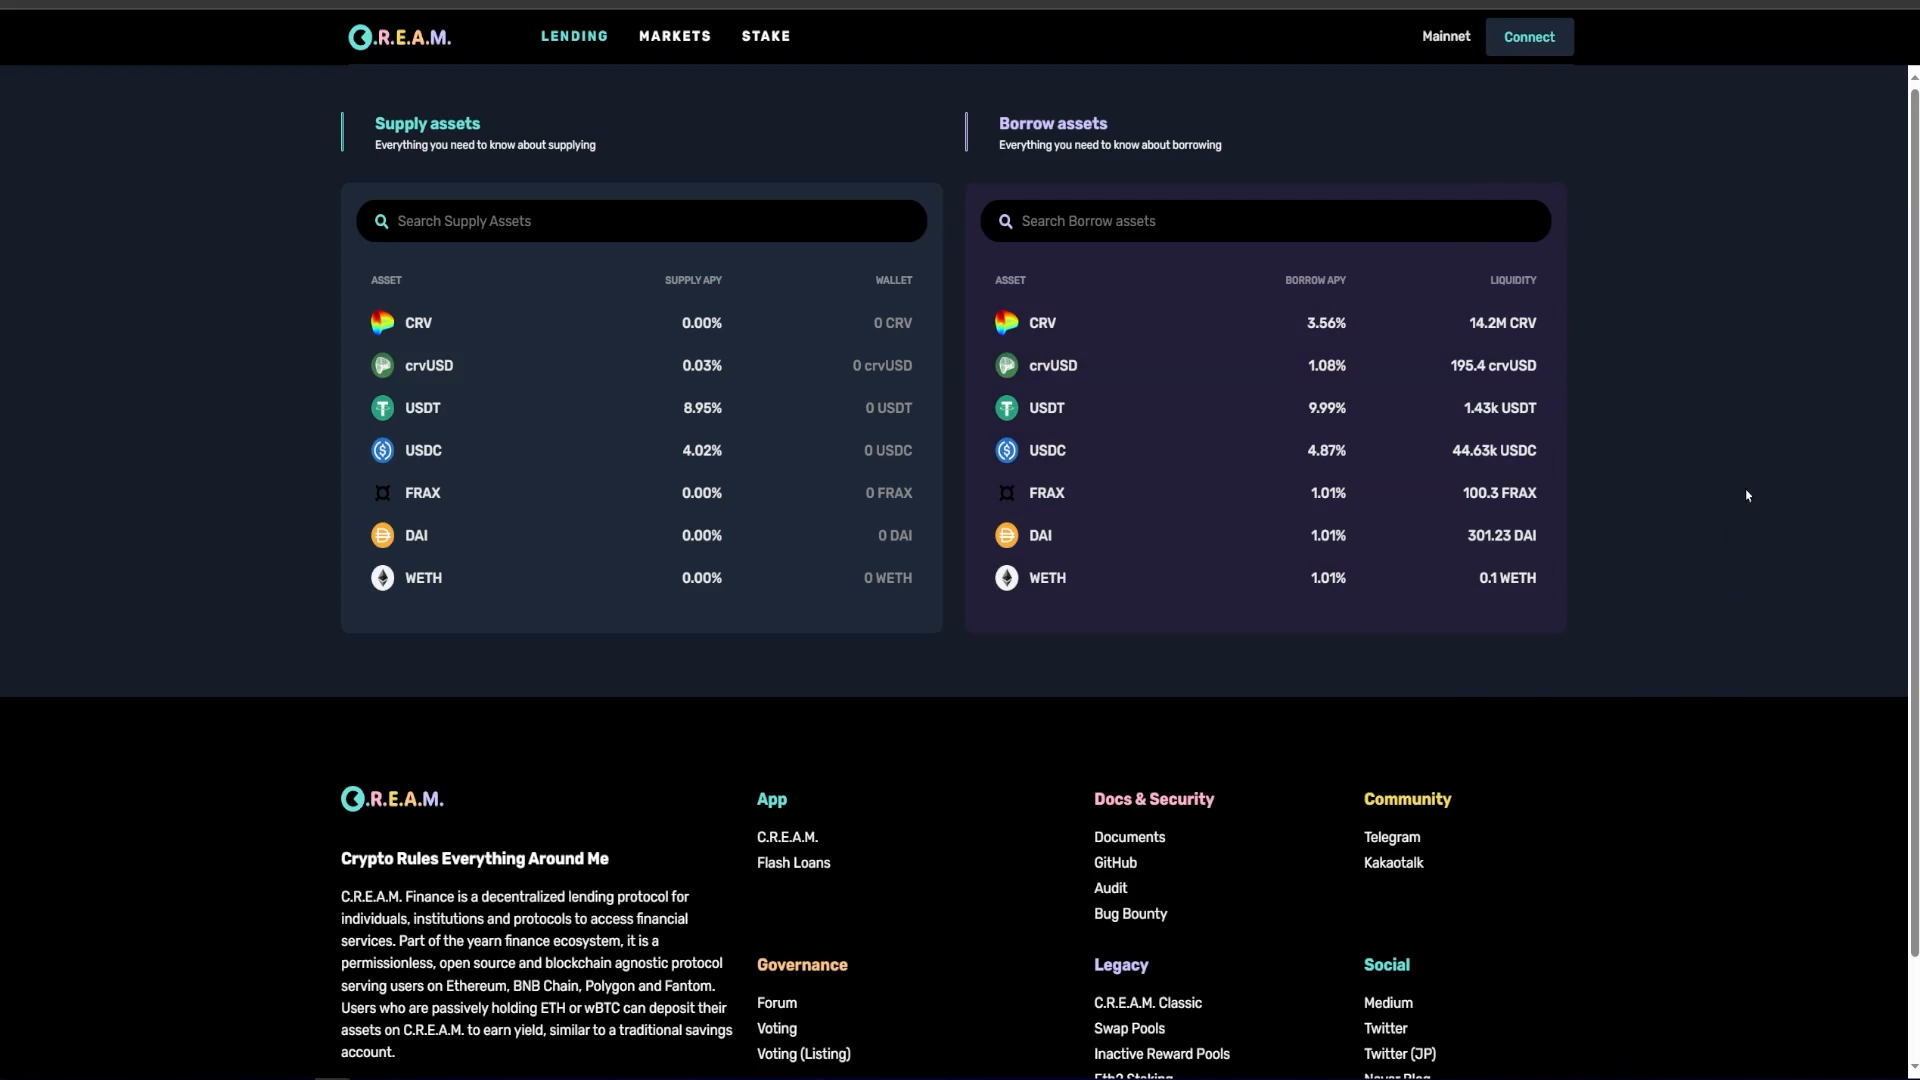 C.R.E.A.M.
LENDING
MARKETS
STAKE
Mainnet
Connect
Supply assets
Everything you need to know about supplying
Search Supply Assets
ASSET SUPPLY APY WALLET
CRV 0.00% 0 CRV
crvUSD 0.03% 0 crvUSD
USDT 8.95% 0 USDT
USDC 4.02% 0 USDC
FRAX 0.00% 0 FRAX
DAI 0.00% 0 DAI
WETH 0.00% 0 WETH
Borrow assets
Everything you need to know about borrowing
Search Borrow assets
ASSET BORROW APY LIQUIDITY
CRV 3.56% 14.2M CRV
crvUSD 1.08% 195.4 crvUSD
USDT 9.99% 1.43k USDT
USDC 4.87% 44.63k USDC
FRAX 1.01% 100.3 FRAX
DAI 1.01% 301.23 DAI
WETH 1.01% 0.1 WETH
C.R.E.A.M.
Crypto Rules Everything Around Me
C.R.E.A.M. Finance is a decentralized lending protocol for
individuals, institutions and protocols to access financial
services. Part of the yearn finance ecosystem, it is a
permissionless, open source and blockchain agnostic protocol
serving users on Ethereum, BNB Chain, Polygon and Fantom.
Users who are passively holding ETH or wBTC can deposit their
assets on C.R.E.A.M. to earn yield, similar to a traditional savings
account.
App
C.R.E.A.M.
Flash Loans
Docs & Security
Documents
GitHub
Audit
Bug Bounty
Community
Telegram
Kakaotalk
Governance
Forum
Voting
Voting (Listing)
Legacy
C.R.E.A.M. Classic
Swap Pools
Inactive Reward Pools
Eth2 Staking
Social
Medium
Twitter
Twitter (JP)
Naver Blog